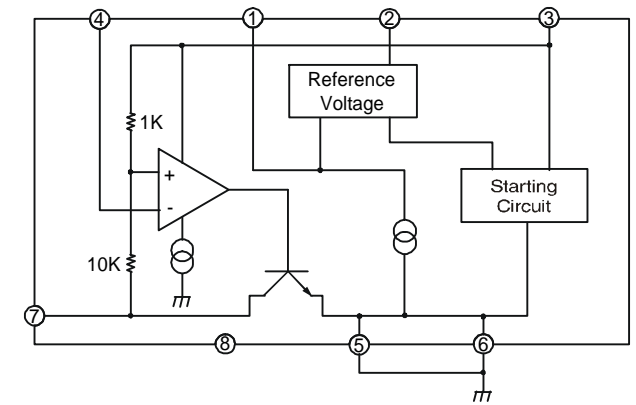 4
1
2
3
Reference
Voltage
1K
+
-
Starting
Circuit
10K
7
8
5
6